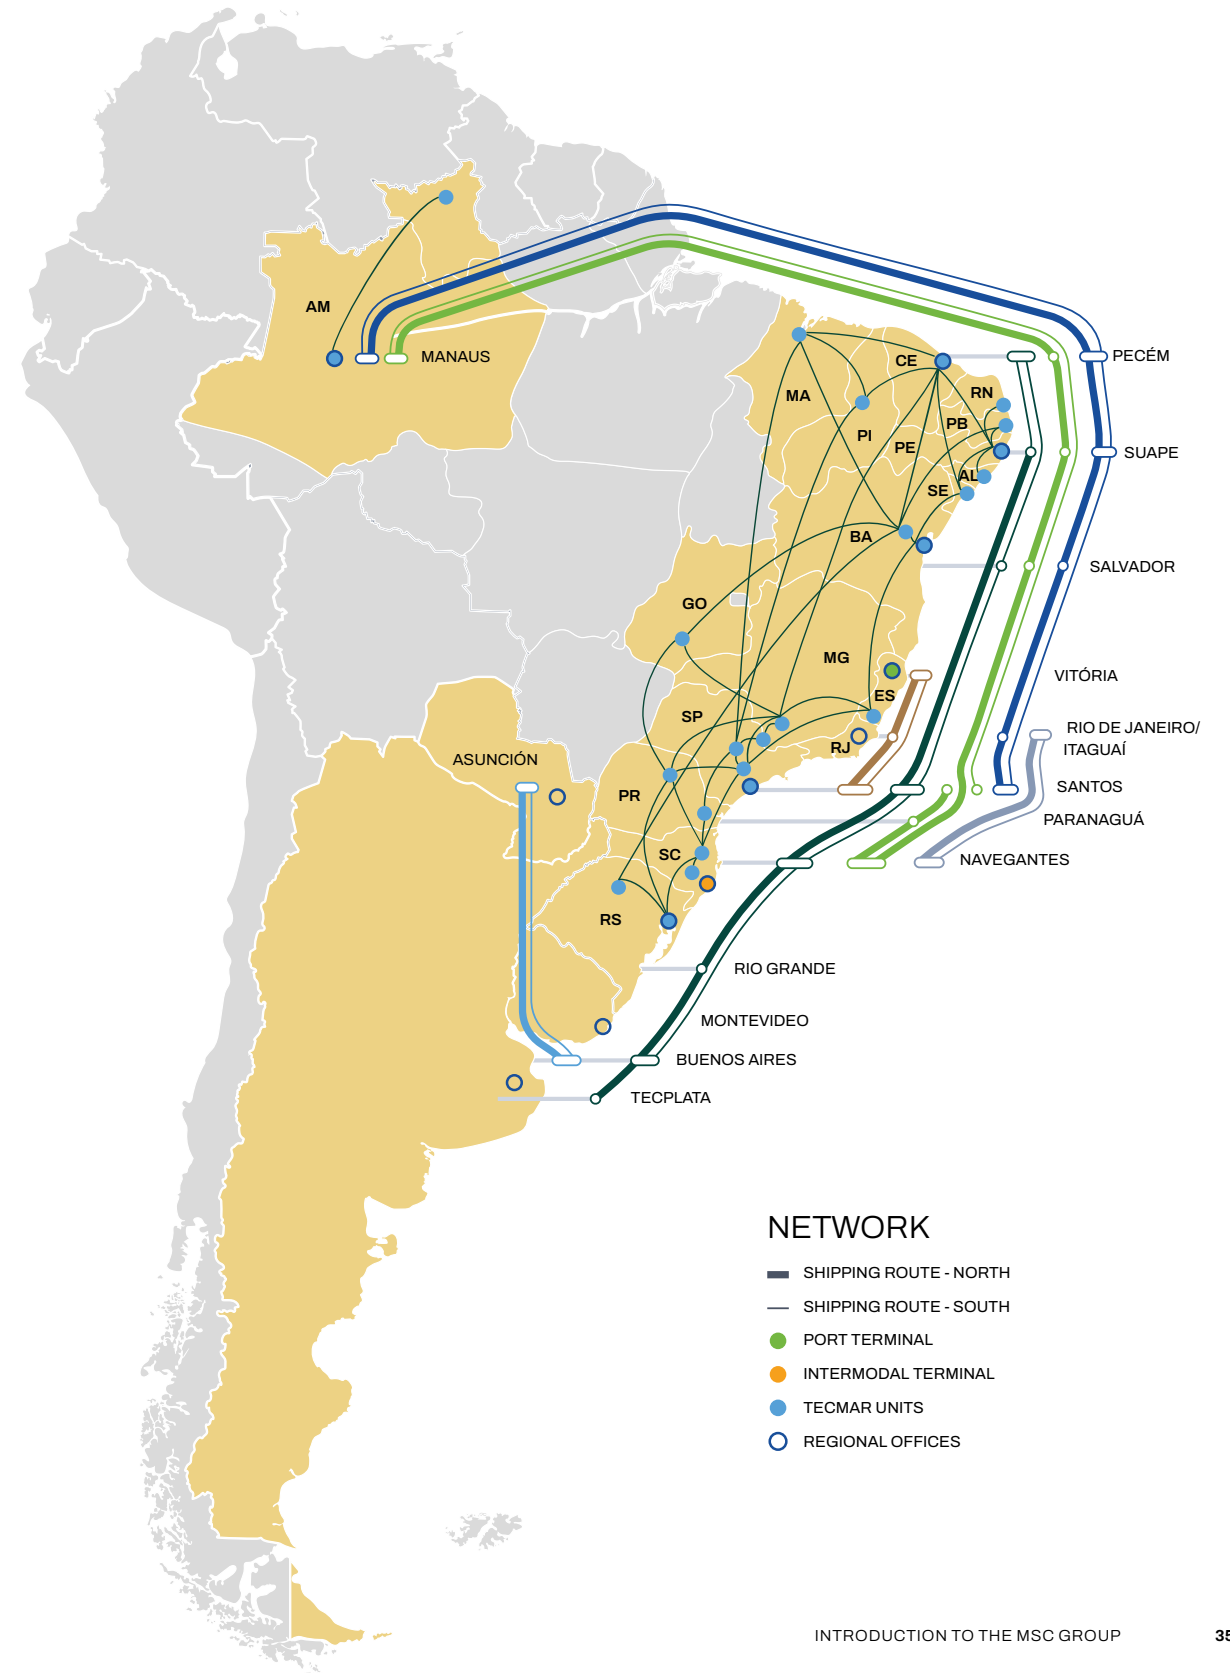 AM
MANAUS
CE
PECÉM
RN
MA
PB
PI
PE
SUAPE
AL
SE
BA
SALVADOR
GO
MG
VITÓRIA
ES
SP
RIO DE JANEIRO/
ITAGUAÍ
RJ
ASUNCIÓN
SANTOS
PR
PARANAGUÁ
SC
NAVEGANTES
RS
RIO GRANDE
MONTEVIDEO
BUENOS AIRES
TECPLATA
NETWORK
SHIPPING ROUTE - NORTH
SHIPPING ROUTE - SOUTH
PORT TERMINAL
INTERMODAL TERMINAL
TECMAR UNITS
REGIONAL OFFICES
INTRODUCTION TO THE MSC GROUP 35